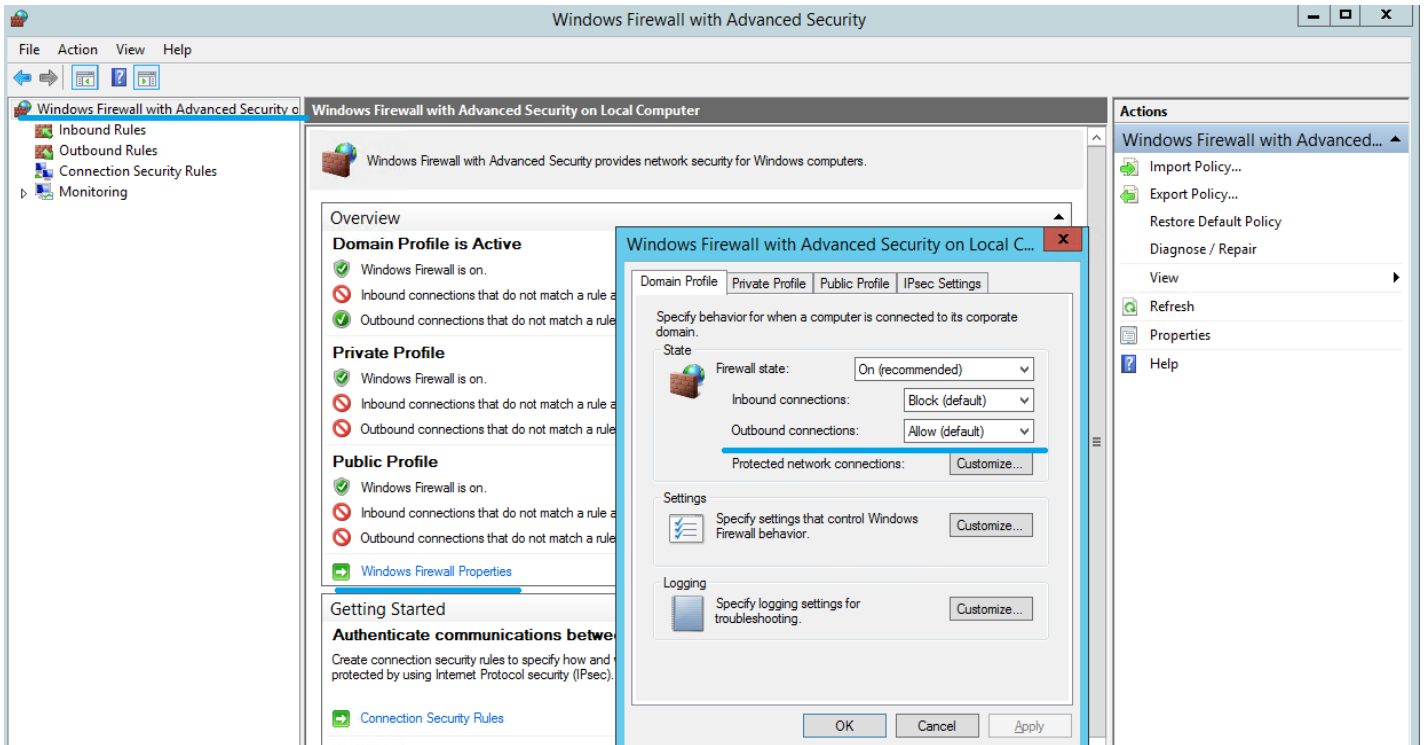 Windows Firewall with Advanced Security
File Action View Help
Windows Firewall with Advanced Security o
Inbound Rules
Outbound Rules
Connection Security Rules
Monitoring
Windows Firewall with Advanced Security on Local Computer
Windows Firewall with Advanced Security provides network security for Windows computers.
Overview
Domain Profile is Active
Windows Firewall is on.
Inbound connections that do not match a rule a
Outbound connections that do not match a rule
Private Profile
Windows Firewall is on.
Inbound connections that do not match a rule a
Outbound connections that do not match a rule
Public Profile
Windows Firewall is on.
Inbound connections that do not match a rule a
Outbound connections that do not match a rule
Windows Firewall Properties
Getting Started
Authenticate communications betwe
Create connection security rules to specify how and
protected by using Internet Protocol security (IPsec).
Connection Security Rules
Windows Firewall with Advanced Security on Local C...
Domain Profile Private Profile Public Profile IPsec Settings
Specify behavior for when a computer is connected to its corporate
domain.
State
Firewall state: On (recommended)
Inbound connections: Block (default)
Outbound connections: Allow (default)
Protected network connections: Customize...
Settings
Specify settings that control Windows
Firewall behavior.
Customize...
Logging
Specify logging settings for
troubleshooting.
Customize...
OK Cancel Apply
Actions
Windows Firewall with Advanced...
Import Policy...
Export Policy...
Restore Default Policy
Diagnose / Repair
View
Refresh
Properties
Help